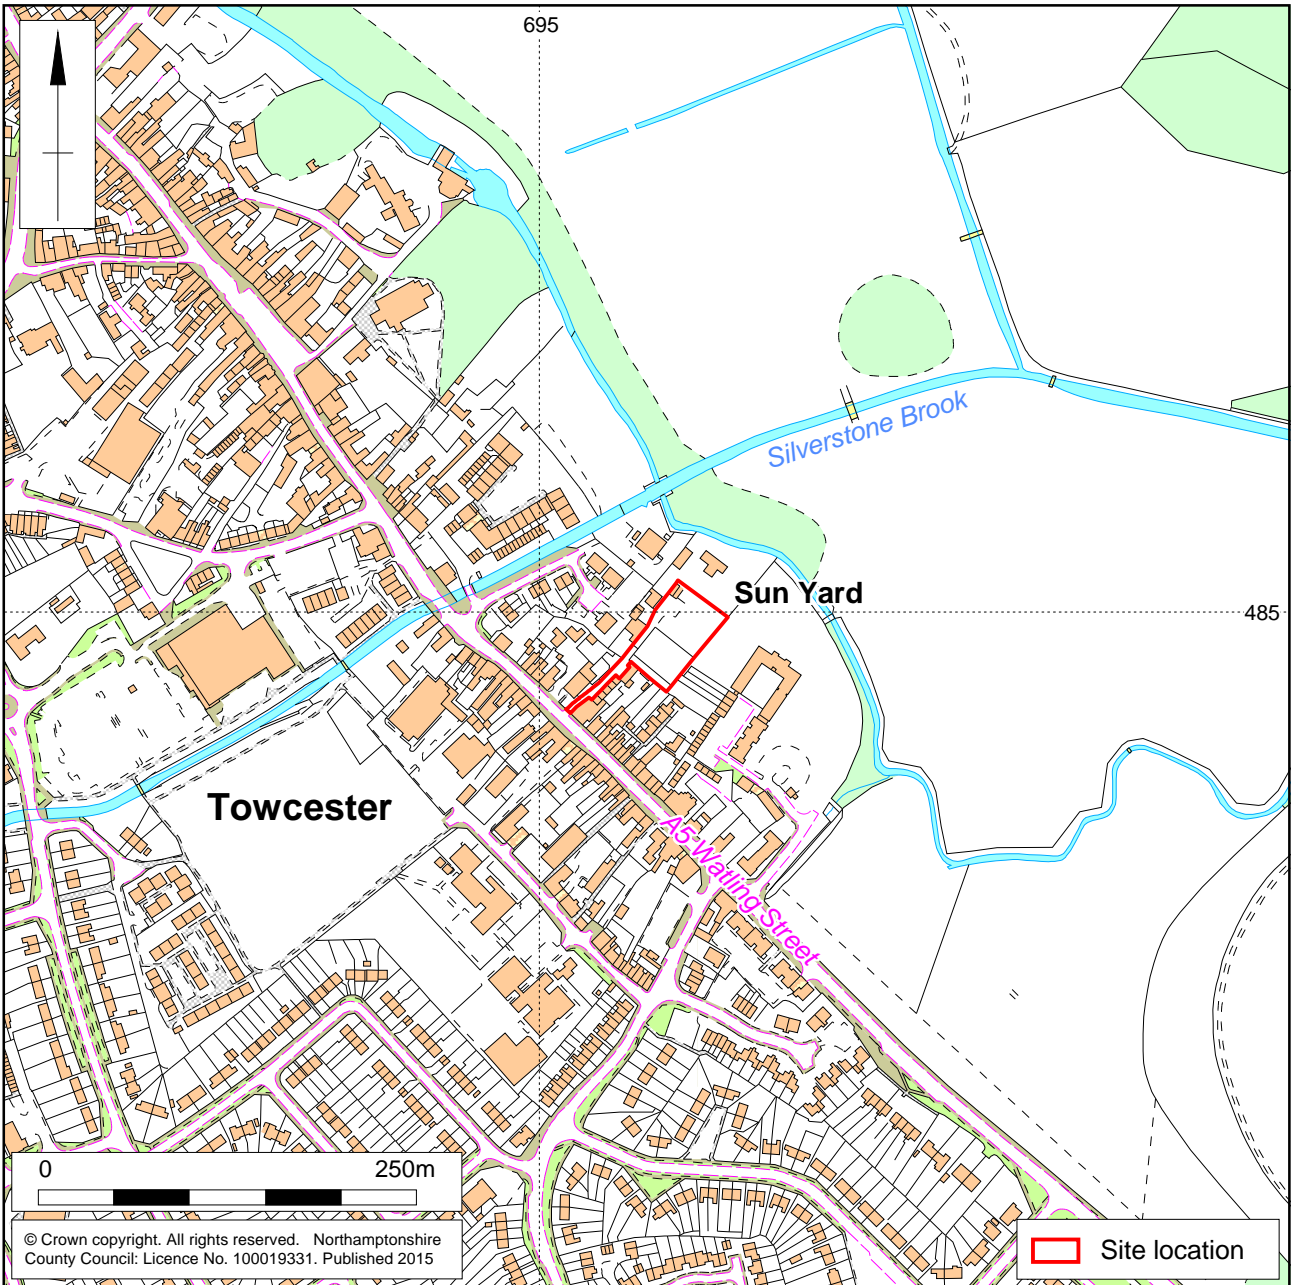 695
Silverstone Brook
Sun Yard
485
Towcester
A5 Watling Street
0 250m
© Crown copyright. All rights reserved. Northamptonshire
County Council: Licence No. 100019331. Published 2015
Site location